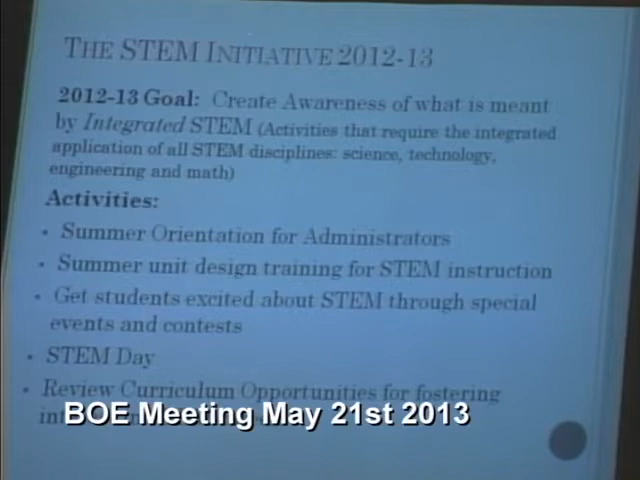 THE STEM INITIATIVE 2012-13
2012-13 Goal: Create Awareness of what is meant
by Integrated STEM (Activities that require the integrated
application of all STEM disciplines: science, technology,
engineering and math)
Activities:
• Summer Orientation for Administrators
• Summer unit design training for STEM instruction
• Get students excited about STEM through special
events and contests
• STEM Day
• Review Curriculum Opportunities for fostering
BOE Meeting May 21st 2013